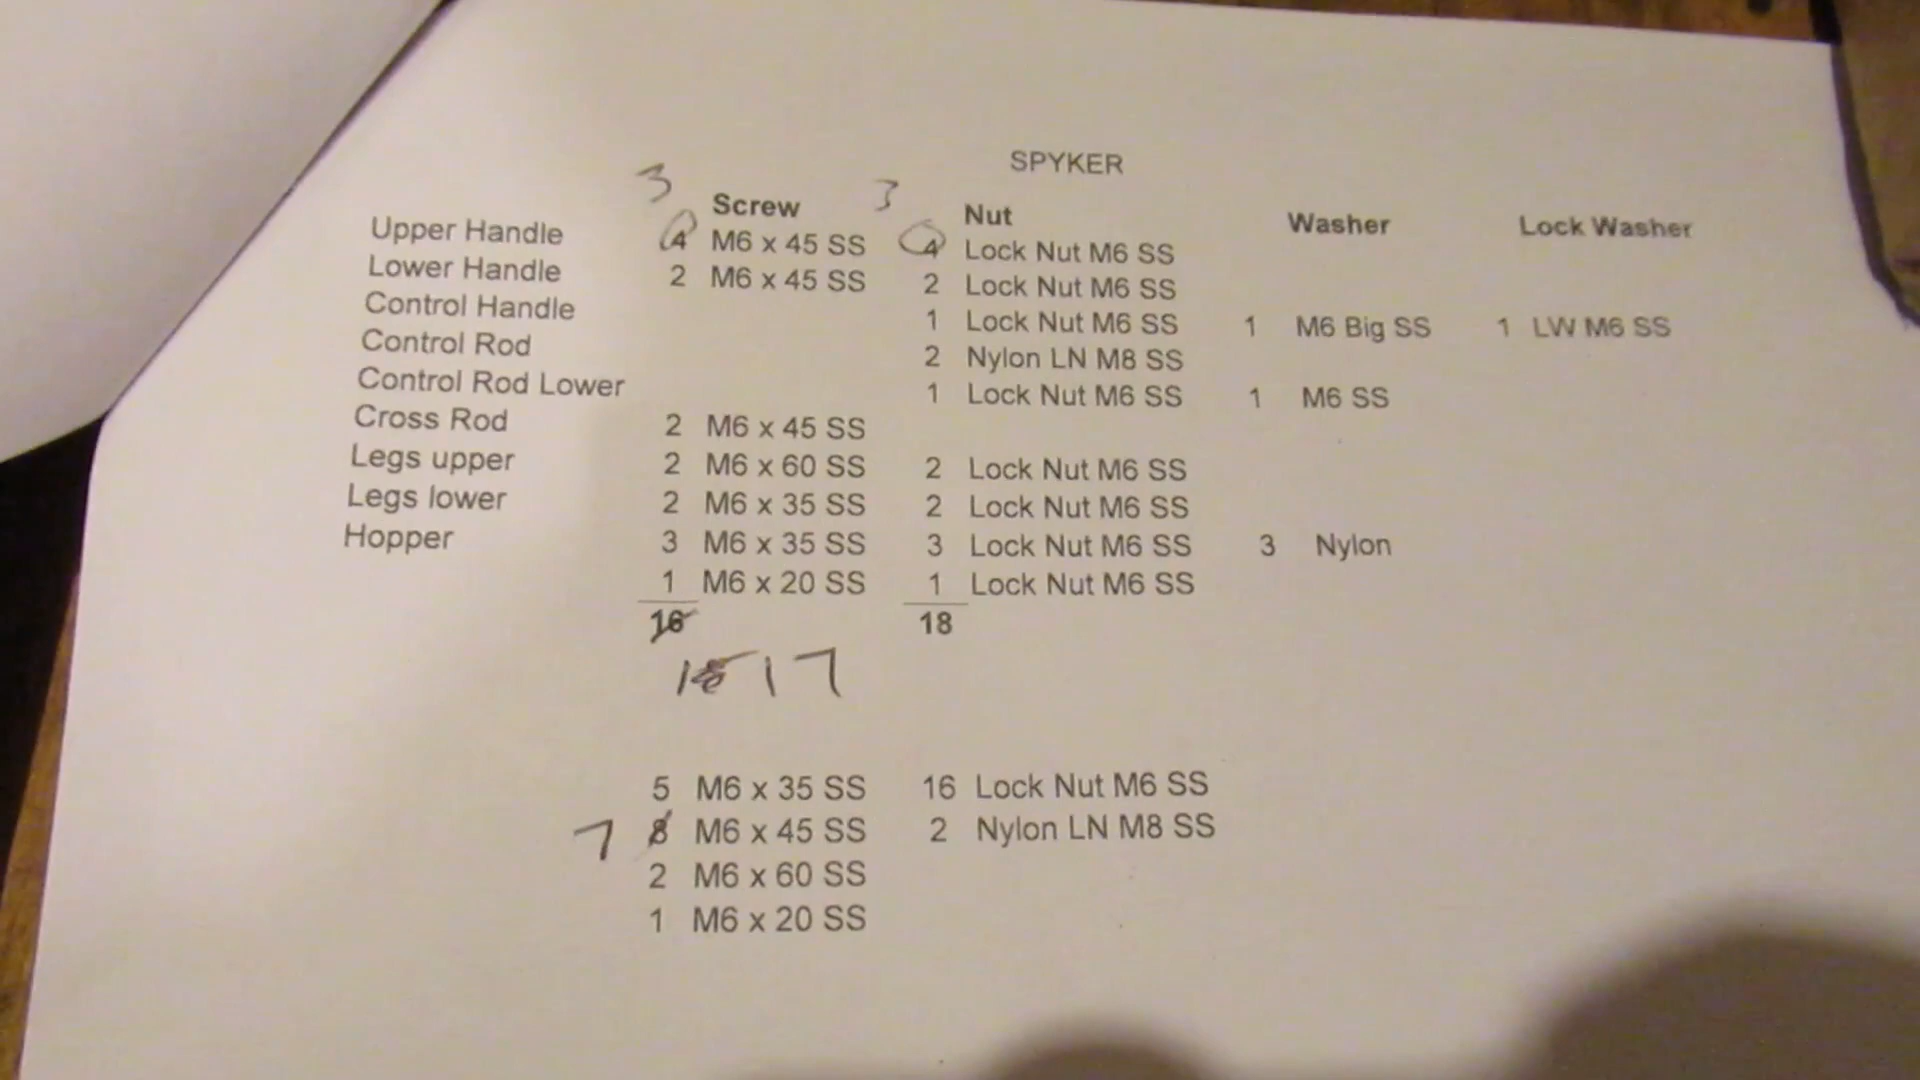 SPYKER
3 Screw 3 Nut Washer Lock Washer
Upper Handle 4 M6 x 45 SS 4 Lock Nut M6 SS
Lower Handle 2 M6 x 45 SS 2 Lock Nut M6 SS
Control Handle 1 Lock Nut M6 SS 1 M6 Big SS 1 LW M6 SS
Control Rod 2 Nylon LN M8 SS
Control Rod Lower 1 Lock Nut M6 SS 1 M6 SS
Cross Rod 2 M6 x 45 SS
Legs upper 2 M6 x 60 SS 2 Lock Nut M6 SS
Legs lower 2 M6 x 35 SS 2 Lock Nut M6 SS
Hopper 3 M6 x 35 SS 3 Lock Nut M6 SS 3 Nylon
1 M6 x 20 SS 1 Lock Nut M6 SS
16 18
17
5 M6 x 35 SS 16 Lock Nut M6 SS
7 8 M6 x 45 SS 2 Nylon LN M8 SS
2 M6 x 60 SS
1 M6 x 20 SS